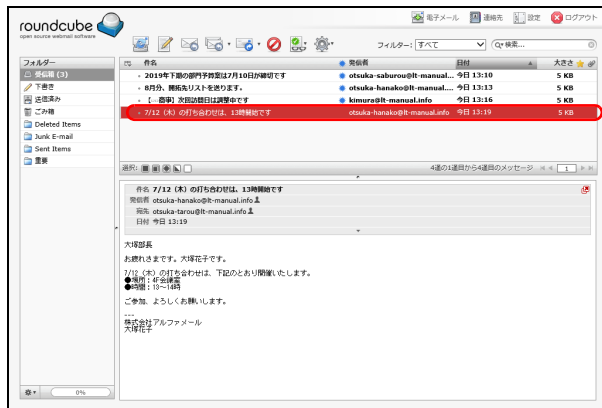 roundcube
open source webmail software
電子メール 連絡先 設定 ログアウト
フィルター: すべて 検索...
フォルダー
受信箱 (3)
下書き
送信済み
ごみ箱
Deleted Items
Junk E-mail
Sent Items
重要
件名 発信者 日付 大きさ
2019年下期の部門予算案は7月10日が締切です otsuka-saburou@lt-manual.... 今日 13:10 5 KB
8月分、開拓先リストを送ります。 otsuka-hanako@lt-manual.... 今日 13:13 5 KB
【...商事】次回訪問日は調整中です kimura@lt-manual.info 今日 13:16 5 KB
7/12（木）の打ち合わせは、13時開始です otsuka-hanako@lt-manual.info 今日 13:19 5 KB
選択: 4通の1通目から4通目のメッセージ 1
件名 7/12（木）の打ち合わせは、13時開始です
発信者 otsuka-hanako@lt-manual.info
宛先 otsuka-tarou@lt-manual.info
日付 今日 13:19
大塚部長
お疲れさまです。大塚花子です。
7/12（木）の打ち合わせは、下記のとおり開催いたします。
●場所：4F会議室
●時間：13～14時
ご参加、よろしくお願いします。
---
株式会社アルファメール
大塚花子
0%